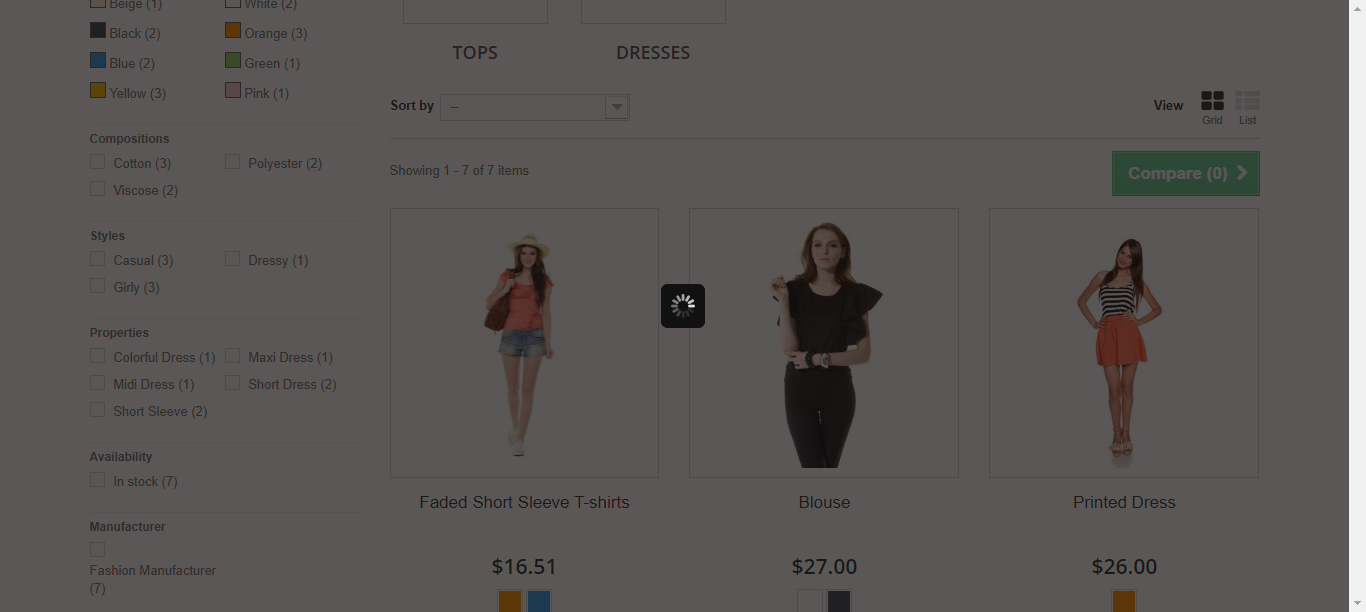 Beige (1)
White (2)
Black (2)
Orange (3)
Blue (2)
Green (1)
Yellow (3)
Pink (1)
Compositions
Cotton (3)
Polyester (2)
Viscose (2)
Styles
Casual (3)
Dressy (1)
Girly (3)
Properties
Colorful Dress (1)
Maxi Dress (1)
Midi Dress (1)
Short Dress (2)
Short Sleeve (2)
Availability
In stock (7)
Manufacturer
Fashion Manufacturer
(7)
TOPS
DRESSES
Sort by
--
View
Grid
List
Showing 1 - 7 of 7 items
Compare (0)
Faded Short Sleeve T-shirts
Blouse
Printed Dress
$16.51
$27.00
$26.00